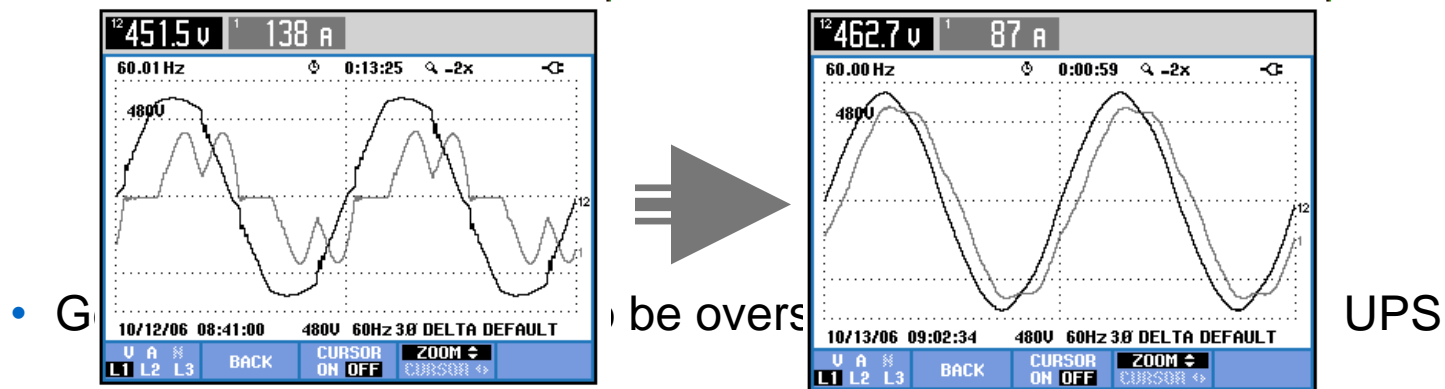 12 451.5 V 1 138 A
60.01 Hz 0:13:25 -2x
480V
12
1
10/12/06 08:41:00 480V 60Hz 3Ø DELTA DEFAULT
V A N
L1 L2 L3
BACK
CURSOR
ON OFF
ZOOM
CURSOR
12 462.7 V 1 87 A
60.00 Hz 0:00:59 -2x
480V
12
1
10/13/06 09:02:34 480V 60Hz 3Ø DELTA DEFAULT
V A N
L1 L2 L3
BACK
CURSOR
ON OFF
ZOOM
CURSOR
• be UPS